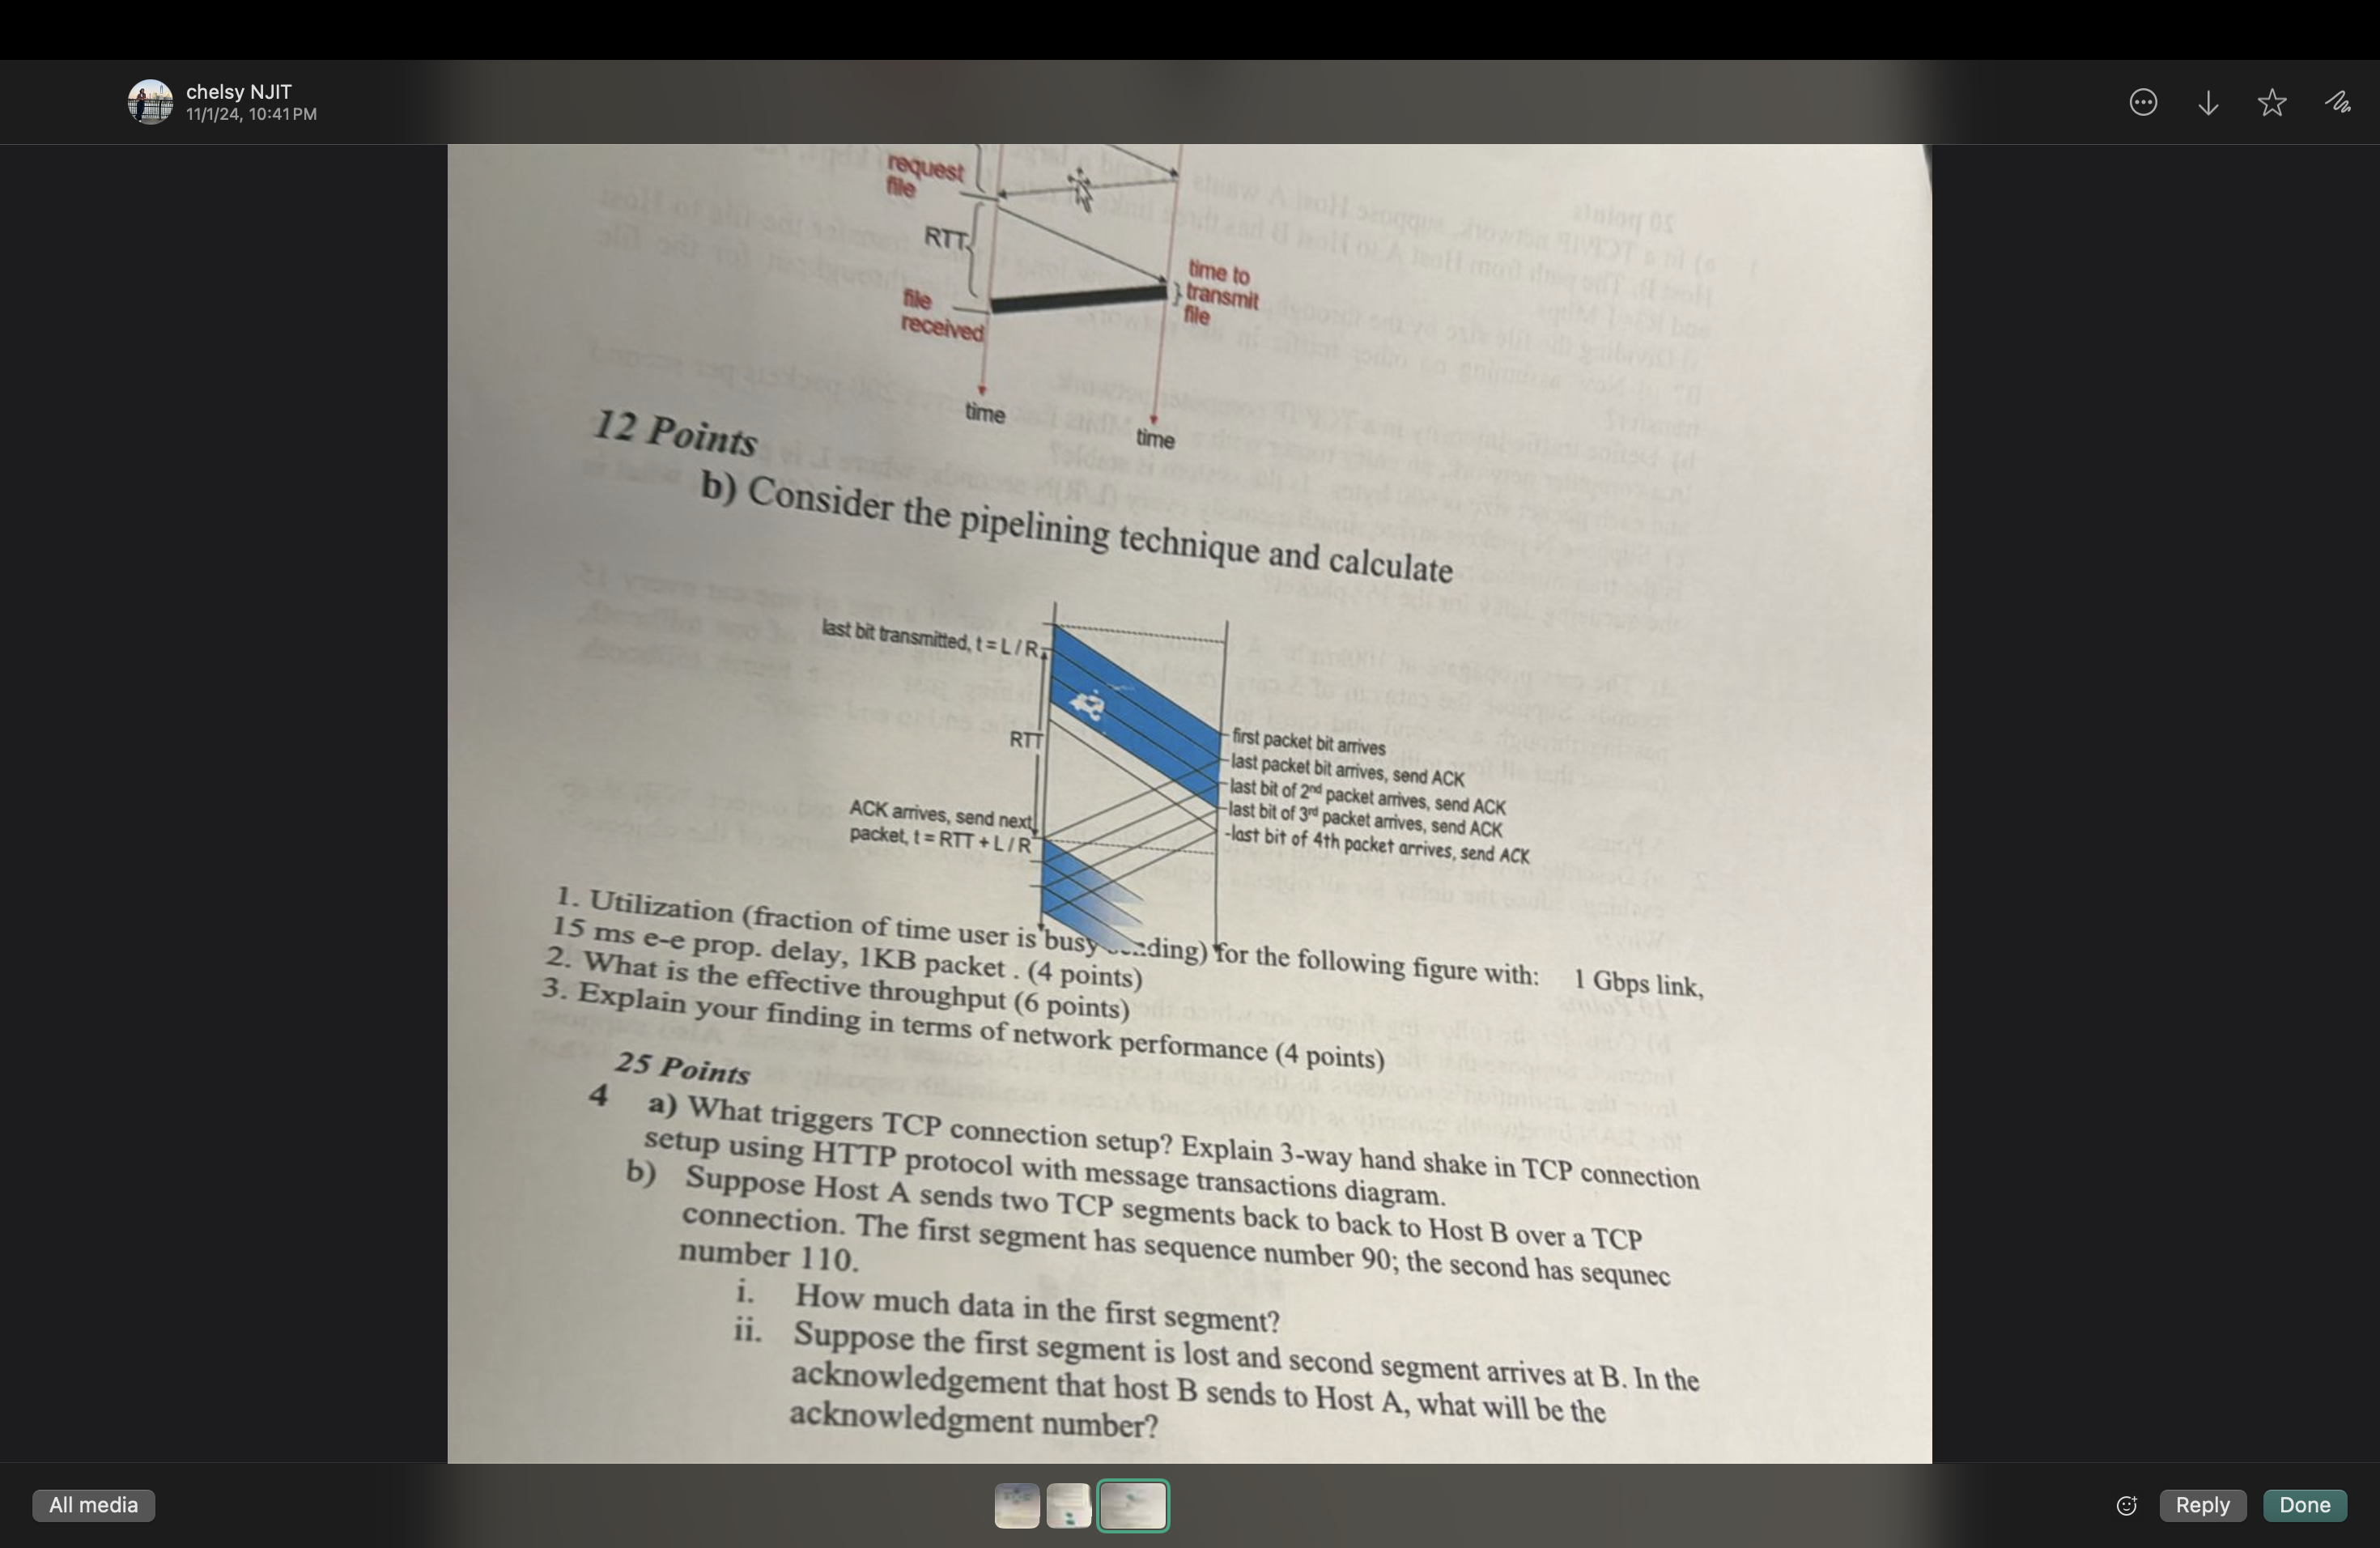 chelsy NJIT
11/1/24, 10:41 PM
request
file
RTT
time to
transmit
file
file
received
time
time
12 Points
b) Consider the pipelining technique and calculate
last bit transmitted, t = L / R
first packet bit arrives
RTT
last packet bit arrives, send ACK
last bit of 2nd packet arrives, send ACK
last bit of 3rd packet arrives, send ACK
-last bit of 4th packet arrives, send ACK
ACK arrives, send next
packet, t = RTT + L / R
1. Utilization (fraction of time user is busy ding) for the following figure with: 1 Gbps link,
15 ms e-e prop. delay, 1KB packet . (4 points)
2. What is the effective throughput (6 points)
3. Explain your finding in terms of network performance (4 points)
25 Points
4 a) What triggers TCP connection setup? Explain 3-way hand shake in TCP connection
setup using HTTP protocol with message transactions diagram.
b) Suppose Host A sends two TCP segments back to back to Host B over a TCP
connection. The first segment has sequence number 90; the second has sequnec
number 110.
i. How much data in the first segment?
ii. Suppose the first segment is lost and second segment arrives at B. In the
acknowledgement that host B sends to Host A, what will be the
acknowledgment number?
All media
Reply
Done